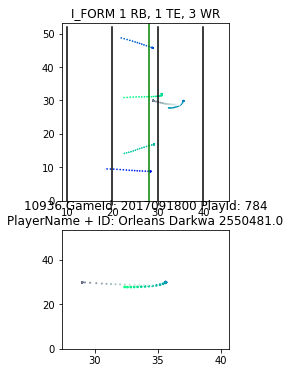 I_FORM 1 RB, 1 TE, 3 WR
50
40
30
20
10
0
10 20 30 40
10936 GameId: 2017091800 PlayId: 784
PlayerName + ID: Orleans Darkwa 2550481.0
40
20
0
30 35 40